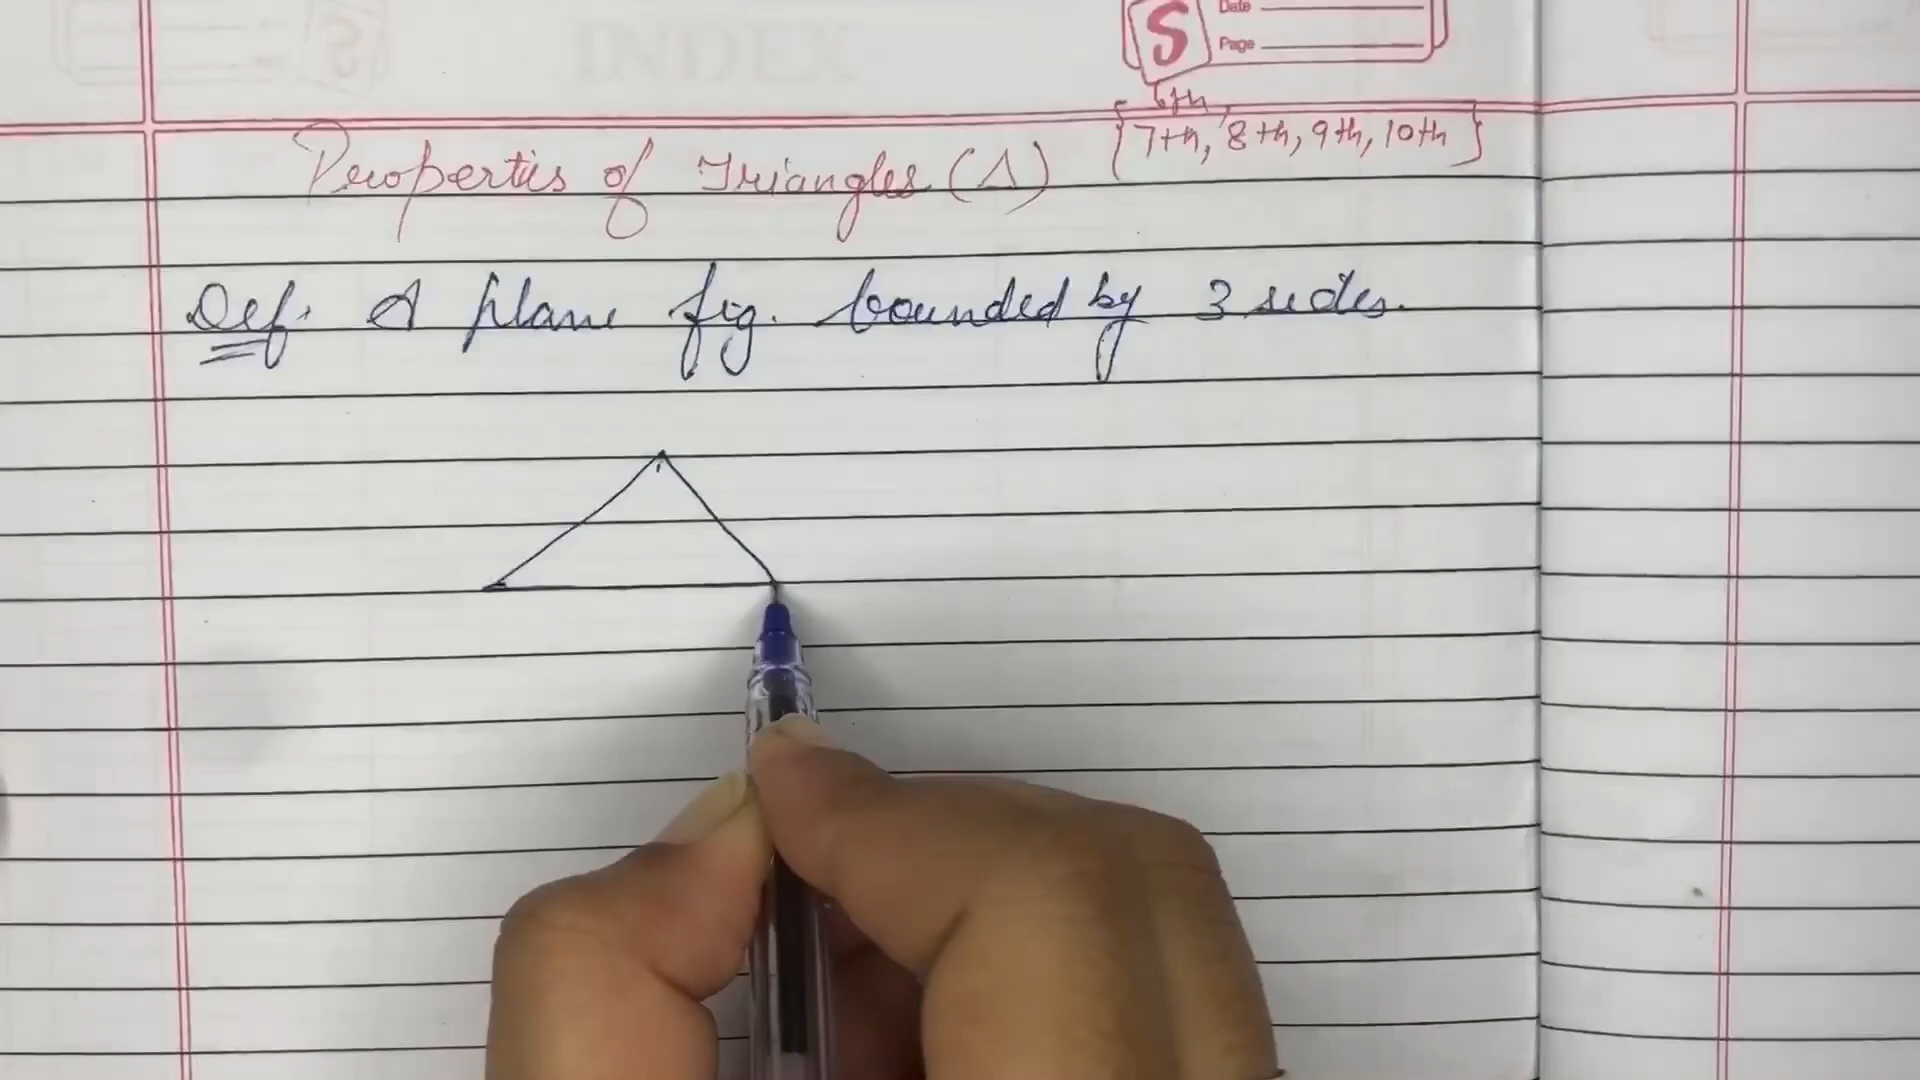 INDEX
S
Date
Page
6th,
Properties of Triangles (Δ) [7th, 8th, 9th, 10th]
Def. A plane fig. bounded by 3 sides.